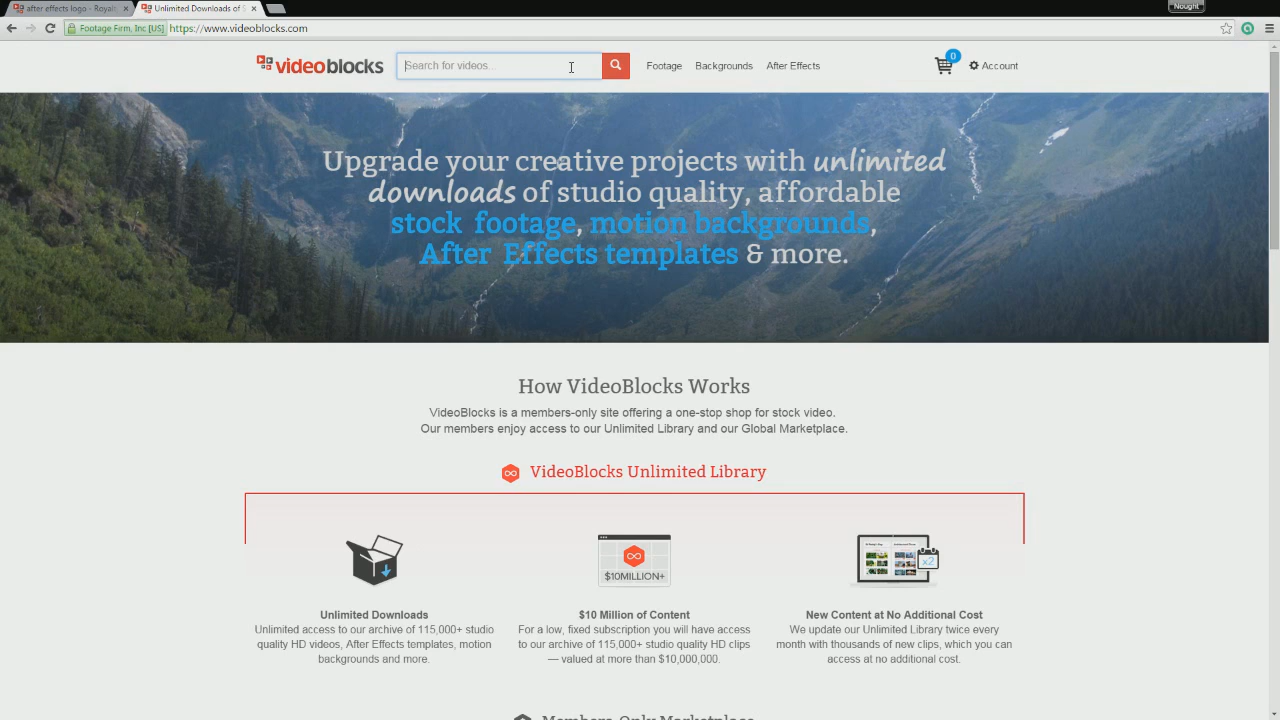 Nought
after effects logo - Royal
Unlimited Downloads of S
Footage Firm, Inc [US]
https://www.videoblocks.com
videoblocks
Search for videos...
Footage
Backgrounds
After Effects
0
Account
Upgrade your creative projects with unlimited
downloads of studio quality, affordable
stock footage, motion backgrounds,
After Effects templates & more.
How VideoBlocks Works
VideoBlocks is a members-only site offering a one-stop shop for stock video.
Our members enjoy access to our Unlimited Library and our Global Marketplace.
VideoBlocks Unlimited Library
$10MILLION+
x2
Unlimited Downloads
Unlimited access to our archive of 115,000+ studio
quality HD videos, After Effects templates, motion
backgrounds and more.
$10 Million of Content
For a low, fixed subscription you will have access
to our archive of 115,000+ studio quality HD clips
— valued at more than $10,000,000.
New Content at No Additional Cost
We update our Unlimited Library twice every
month with thousands of new clips, which you can
access at no additional cost.
Members-Only Marketplace